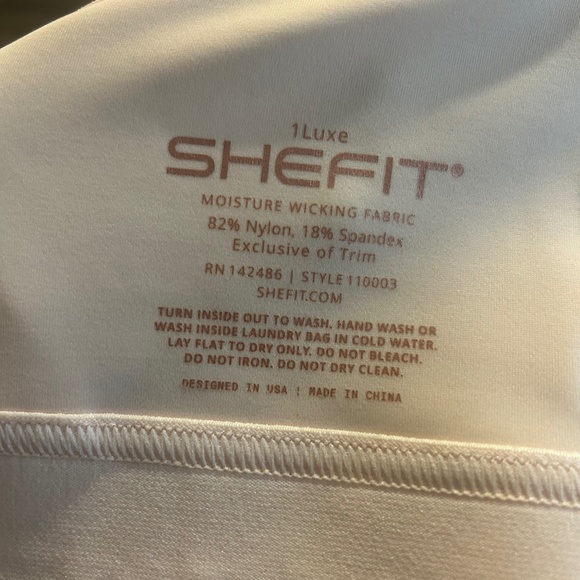 1Luxe
SHEFIT®
MOISTURE WICKING FABRIC
82% Nylon, 18% Spandex
Exclusive of Trim
RN 142486 | STYLE 110003
SHEFIT.COM
TURN INSIDE OUT TO WASH. HAND WASH OR
WASH INSIDE LAUNDRY BAG IN COLD WATER.
LAY FLAT TO DRY ONLY. DO NOT BLEACH.
DO NOT IRON. DO NOT DRY CLEAN.
DESIGNED IN USA | MADE IN CHINA